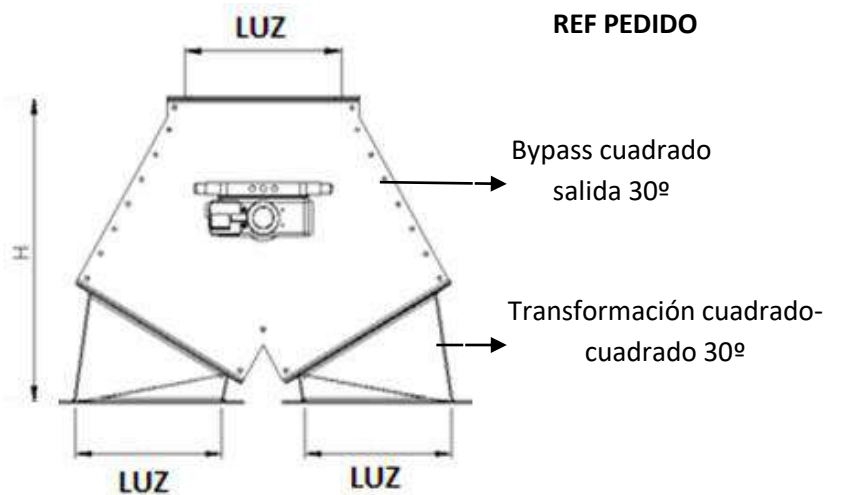 LUZ
REF PEDIDO
Bypass cuadrado
salida 30º
H
Transformación cuadrado-
cuadrado 30º
LUZ
LUZ